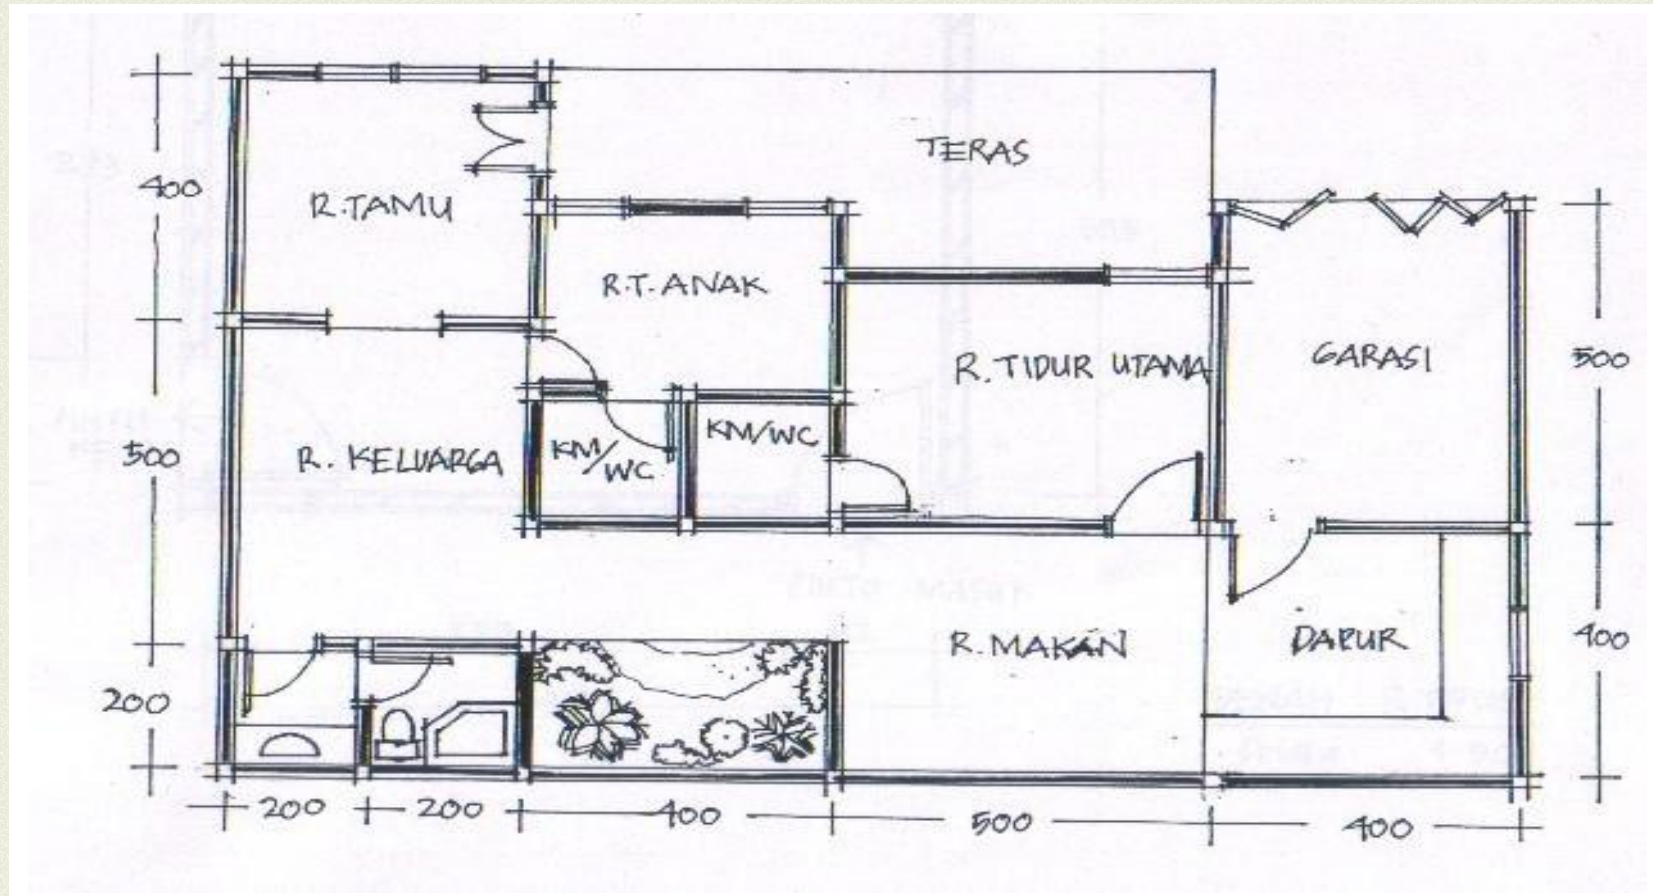 TERAS
400
R.TAMU
R.T. ANAK
R. TIDUR UTAMA
GARASI
500
500
R. KELUARGA
KM/WC
KM/WC
R. MAKAN
DAPUR
400
200
200
200
400
500
400